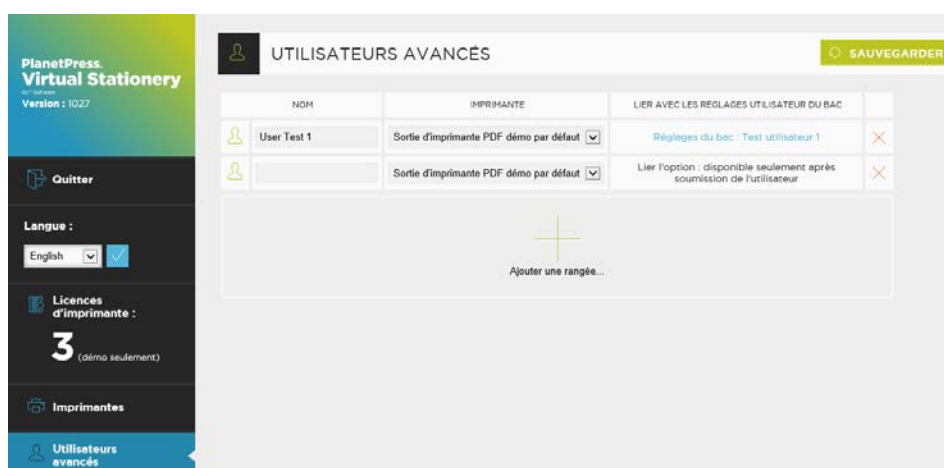 PlanetPress.
Virtual Stationery
Version : 1027
Quitter
Langue :
English
Licences
d'imprimante :
3 (démo seulement)
Imprimantes
Utilisateurs
avancés
UTILISATEURS AVANCÉS
SAUVEGARDER
NOM
IMPRIMANTE
LIER AVEC LES RÉGLAGES UTILISATEUR DU BAC
User Test 1
Sortie d'imprimante PDF démo par défaut
Réglages du bac : Test utilisateur 1
Sortie d'imprimante PDF démo par défaut
Lier l'option : disponible seulement après
soumission de l'utilisateur
Ajouter une rangée...